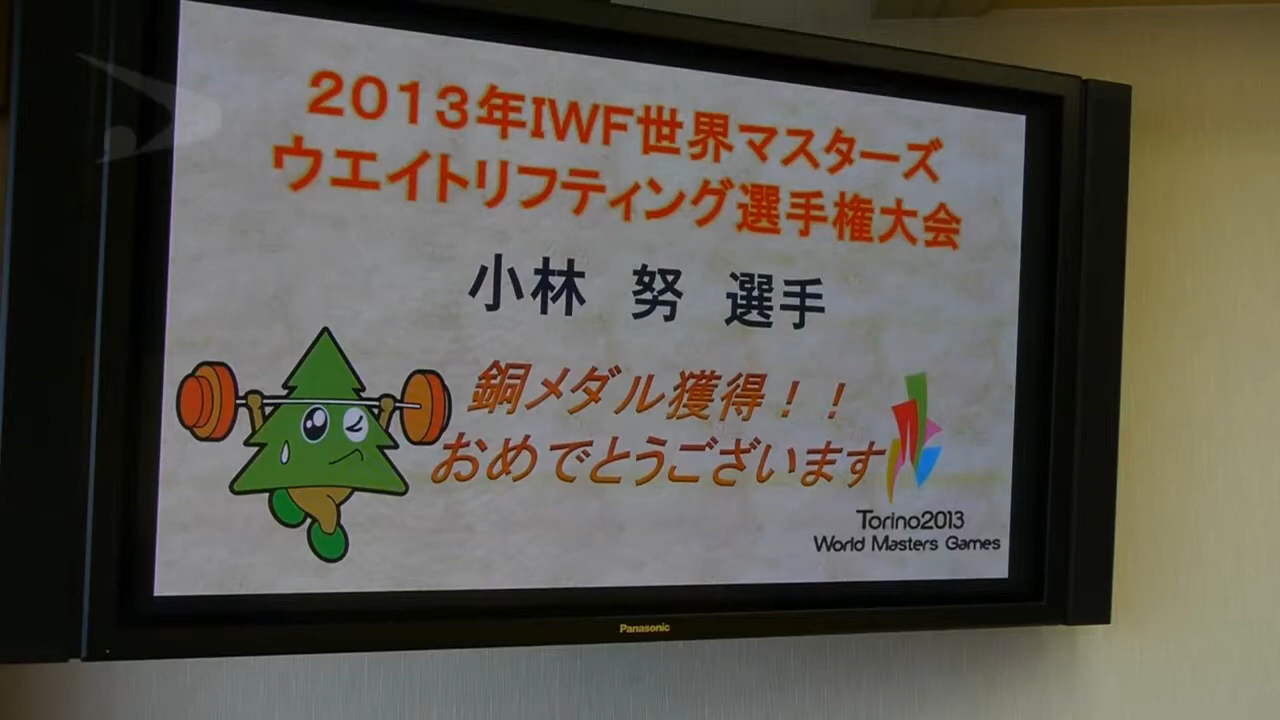 ２０１３年IWF世界マスターズ
ウエイトリフティング選手権大会
小林　努　選手
銅メダル獲得！！
おめでとうございます
Torino2013
World Masters Games
Panasonic